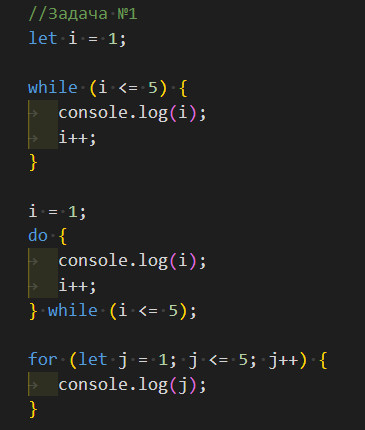 //Задача №1
let i = 1;
while (i <= 5) {
console.log(i);
i++;
}
i = 1;
do {
console.log(i);
i++;
} while (i <= 5);
for (let j = 1; j <= 5; j++) {
console.log(j);
}